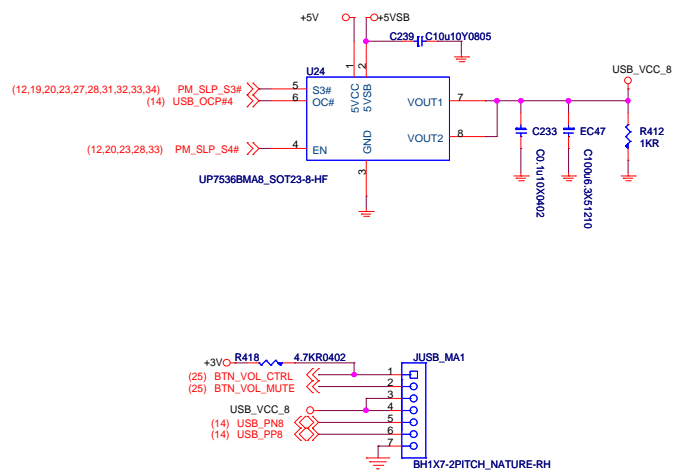 +5V
+5VSB
C239 C10u10Y0805
U24
1
2
5VCC
5VSB
(12,19,20,23,27,28,31,32,33,34) PM_SLP_S3#
5
S3#
(14) USB_OCP#4
6
OC#
VOUT1
7
USB_VCC_8
VOUT2
8
GND
3
(12,20,23,28,33) PM_SLP_S4#
4
EN
UP7536BMA8_SOT23-8-HF
C233
C0.1u10X0402
EC47
C100u6.3X51210
R412
1KR
+3V
R418 4.7KR0402
JUSB_MA1
(25) BTN_VOL_CTRL
1
(25) BTN_VOL_MUTE
2
3
USB_VCC_8
4
(14) USB_PN8
5
(14) USB_PP8
6
7
BH1X7-2PITCH_NATURE-RH